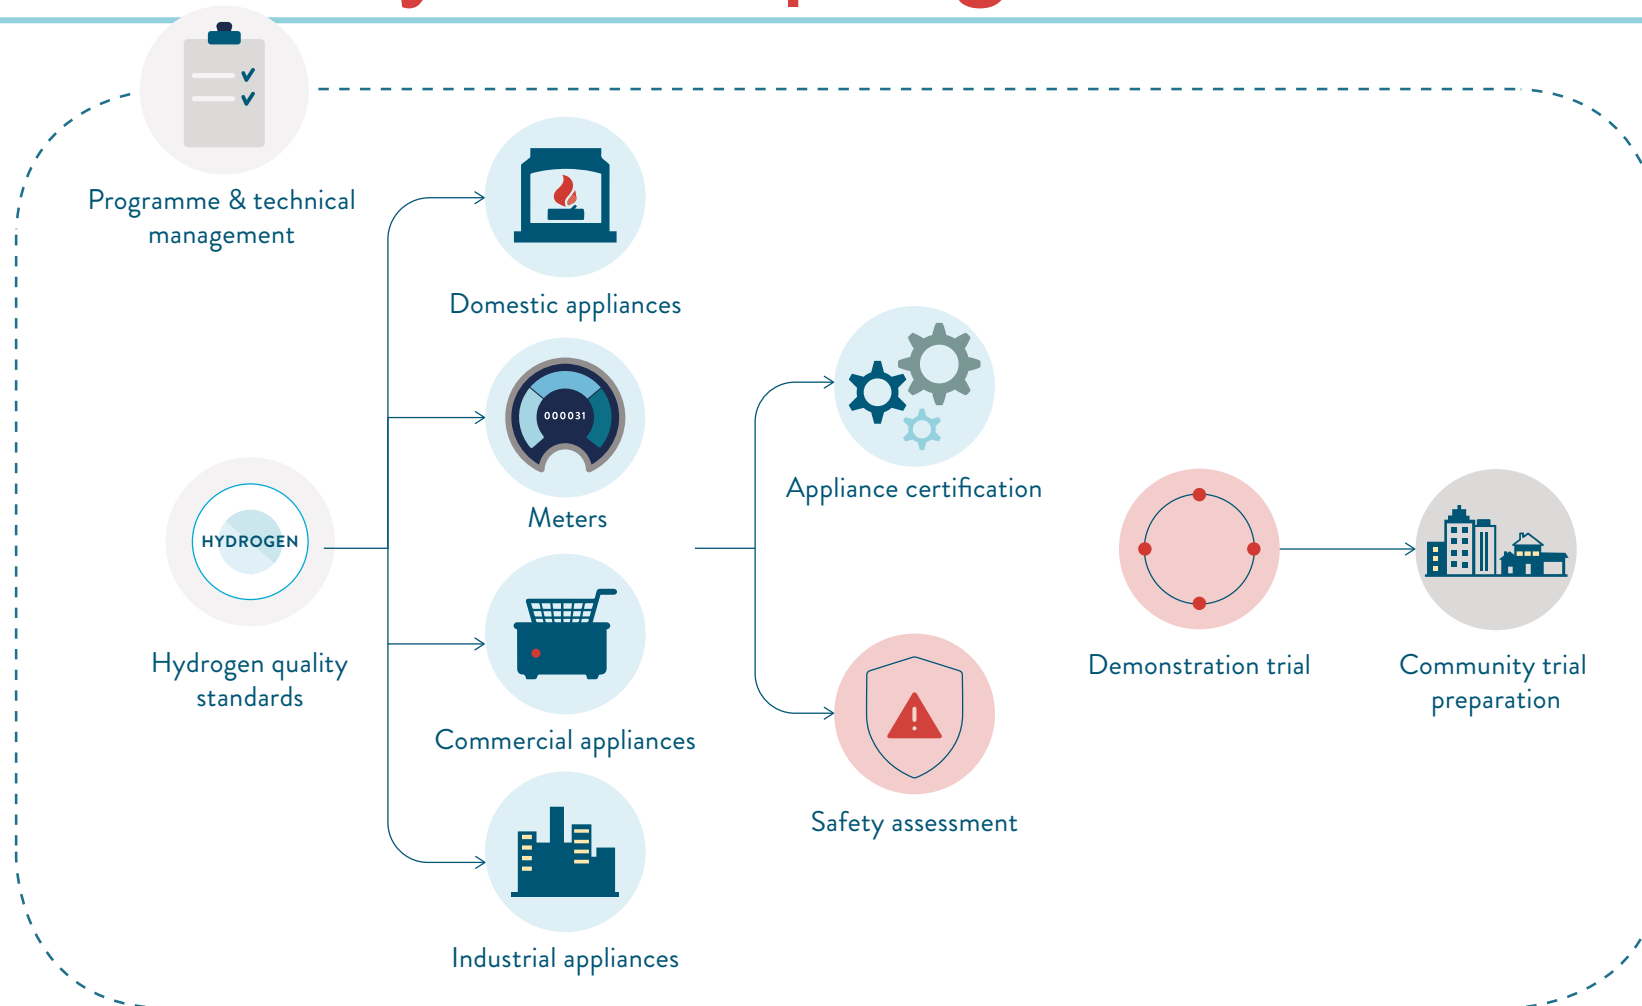 Programme & technical
management
Domestic appliances
000031
Meters
HYDROGEN
Hydrogen quality
standards
Commercial appliances
Industrial appliances
Appliance certification
Safety assessment
Demonstration trial
Community trial
preparation